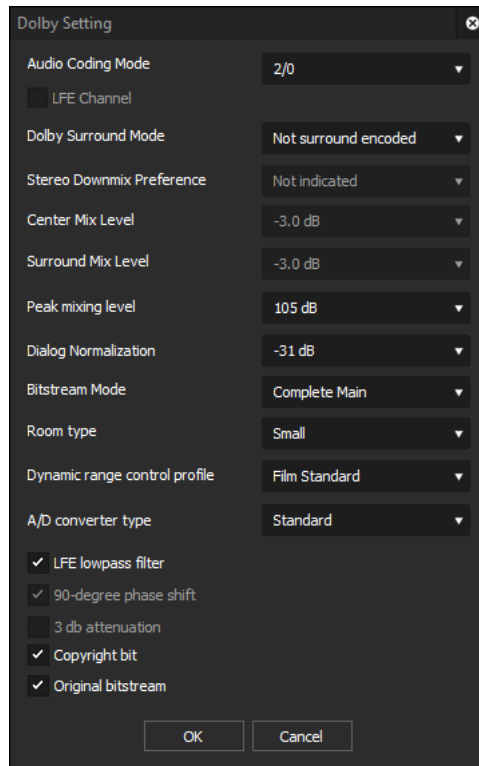 Dolby Setting
Audio Coding Mode 2/0
LFE Channel
Dolby Surround Mode Not surround encoded
Stereo Downmix Preference Not indicated
Center Mix Level -3.0 dB
Surround Mix Level -3.0 dB
Peak mixing level 105 dB
Dialog Normalization -31 dB
Bitstream Mode Complete Main
Room type Small
Dynamic range control profile Film Standard
A/D converter type Standard
LFE lowpass filter
90-degree phase shift
3 db attenuation
Copyright bit
Original bitstream
OK Cancel